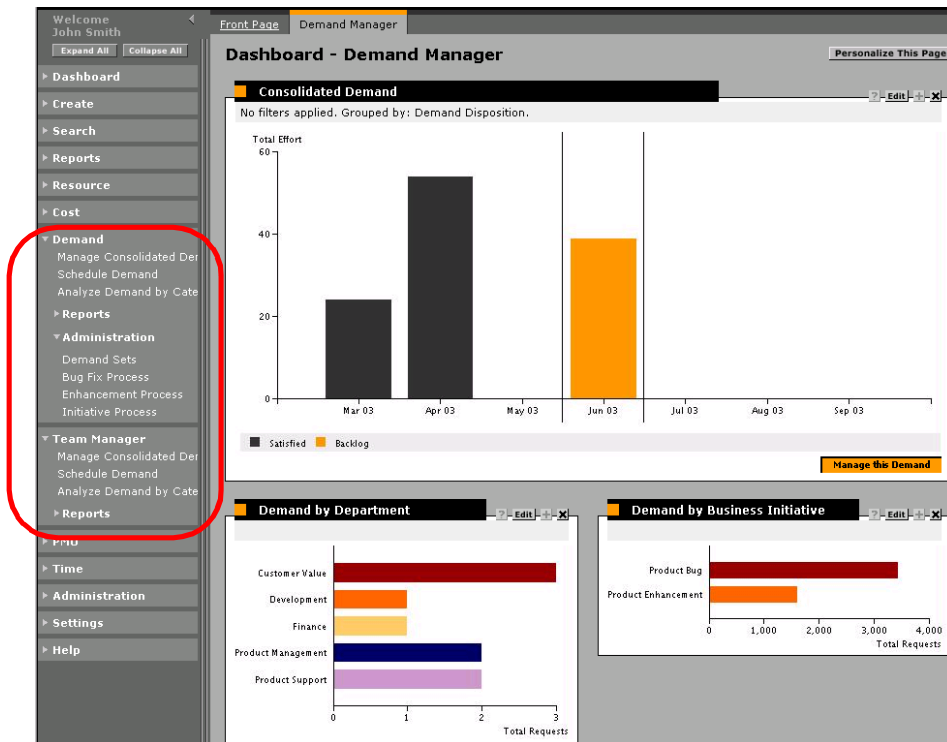 Welcome
John Smith
Expand All Collapse All
Dashboard
Create
Search
Reports
Resource
Cost
Demand
Manage Consolidated Der
Schedule Demand
Analyze Demand by Cate
Reports
Administration
Demand Sets
Bug Fix Process
Enhancement Process
Initiative Process
Team Manager
Manage Consolidated Der
Schedule Demand
Analyze Demand by Cate
Reports
PMO
Time
Administration
Settings
Help
Front Page Demand Manager
Dashboard - Demand Manager
Personalize This Page
Consolidated Demand
? Edit + X
No filters applied. Grouped by: Demand Disposition.
Total Effort
60
40
20
0
Mar 03 Apr 03 May 03 Jun 03 Jul 03 Aug 03 Sep 03
Satisfied Backlog
Manage this Demand
Demand by Department
? Edit + X
Customer Value
Development
Finance
Product Management
Product Support
0 1 2 3
Total Requests
Demand by Business Initiative
? Edit + X
Product Bug
Product Enhancement
0 1,000 2,000 3,000 4,000
Total Requests